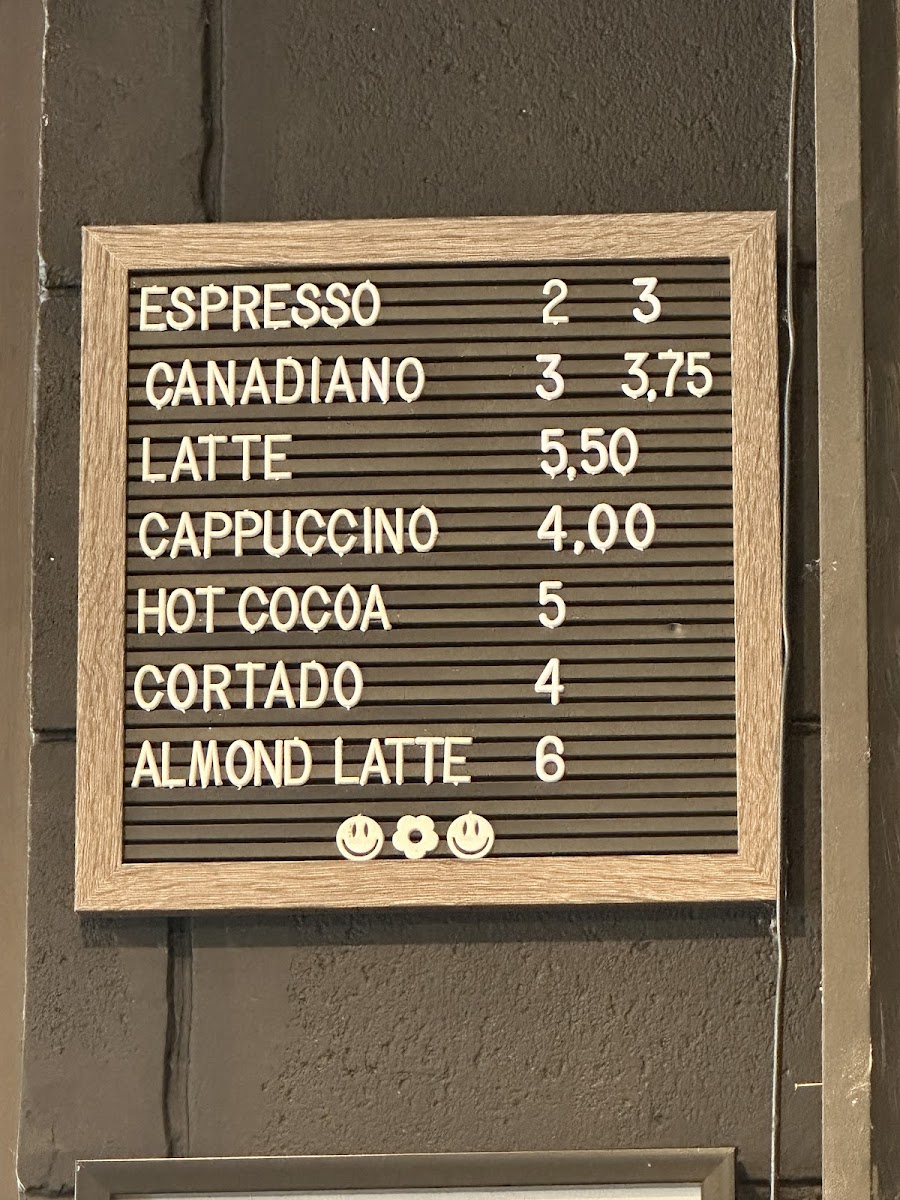 ESPRESSO 2 3
CANADIANO 3 3,75
LATTE 5,50
CAPPUCCINO 4,00
HOT COCOA 5
CORTADO 4
ALMOND LATTE 6